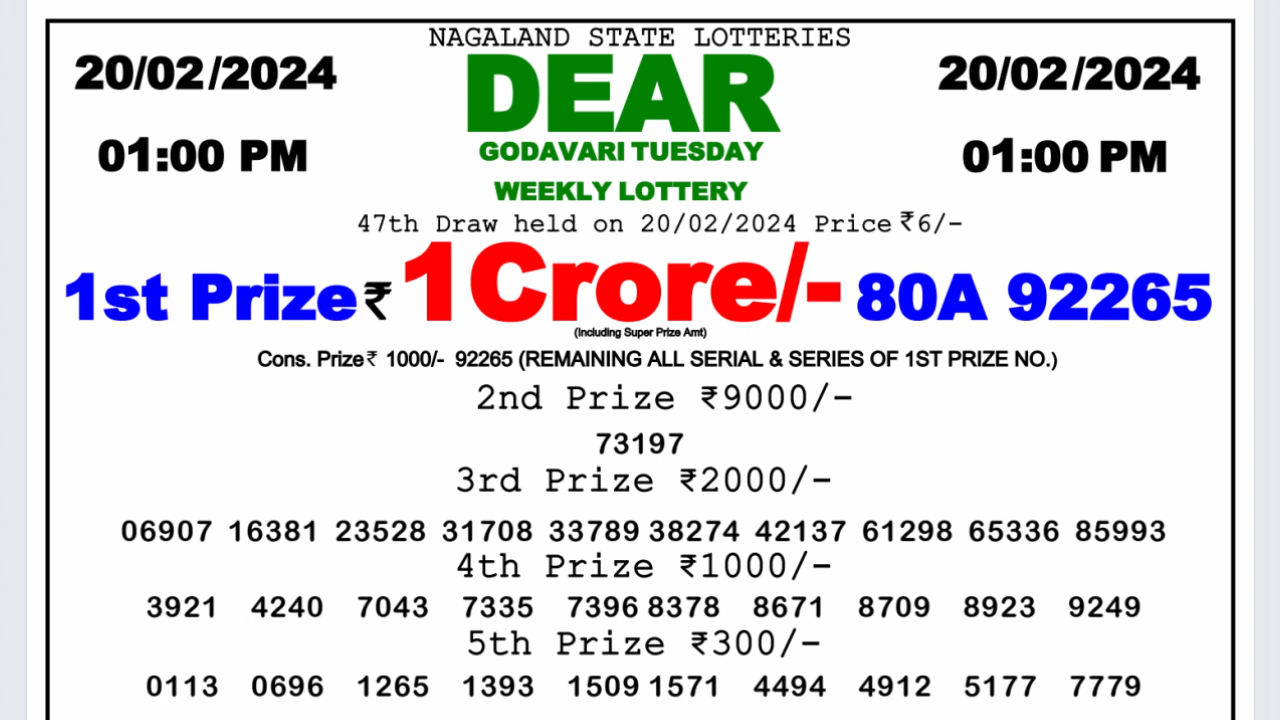 NAGALAND STATE LOTTERIES
20/02/2024 DEAR 20/02/2024
01:00 PM GODAVARI TUESDAY 01:00 PM
WEEKLY LOTTERY
47th Draw held on 20/02/2024 Price ₹6/-
1st Prize ₹ 1Crore/- 80A 92265
(Including Super Prize Amt)
Cons. Prize ₹ 1000/- 92265 (REMAINING ALL SERIAL & SERIES OF 1ST PRIZE NO.)
2nd Prize ₹9000/-
73197
3rd Prize ₹2000/-
06907 16381 23528 31708 33789 38274 42137 61298 65336 85993
4th Prize ₹1000/-
3921 4240 7043 7335 7396 8378 8671 8709 8923 9249
5th Prize ₹300/-
0113 0696 1265 1393 1509 1571 4494 4912 5177 7779